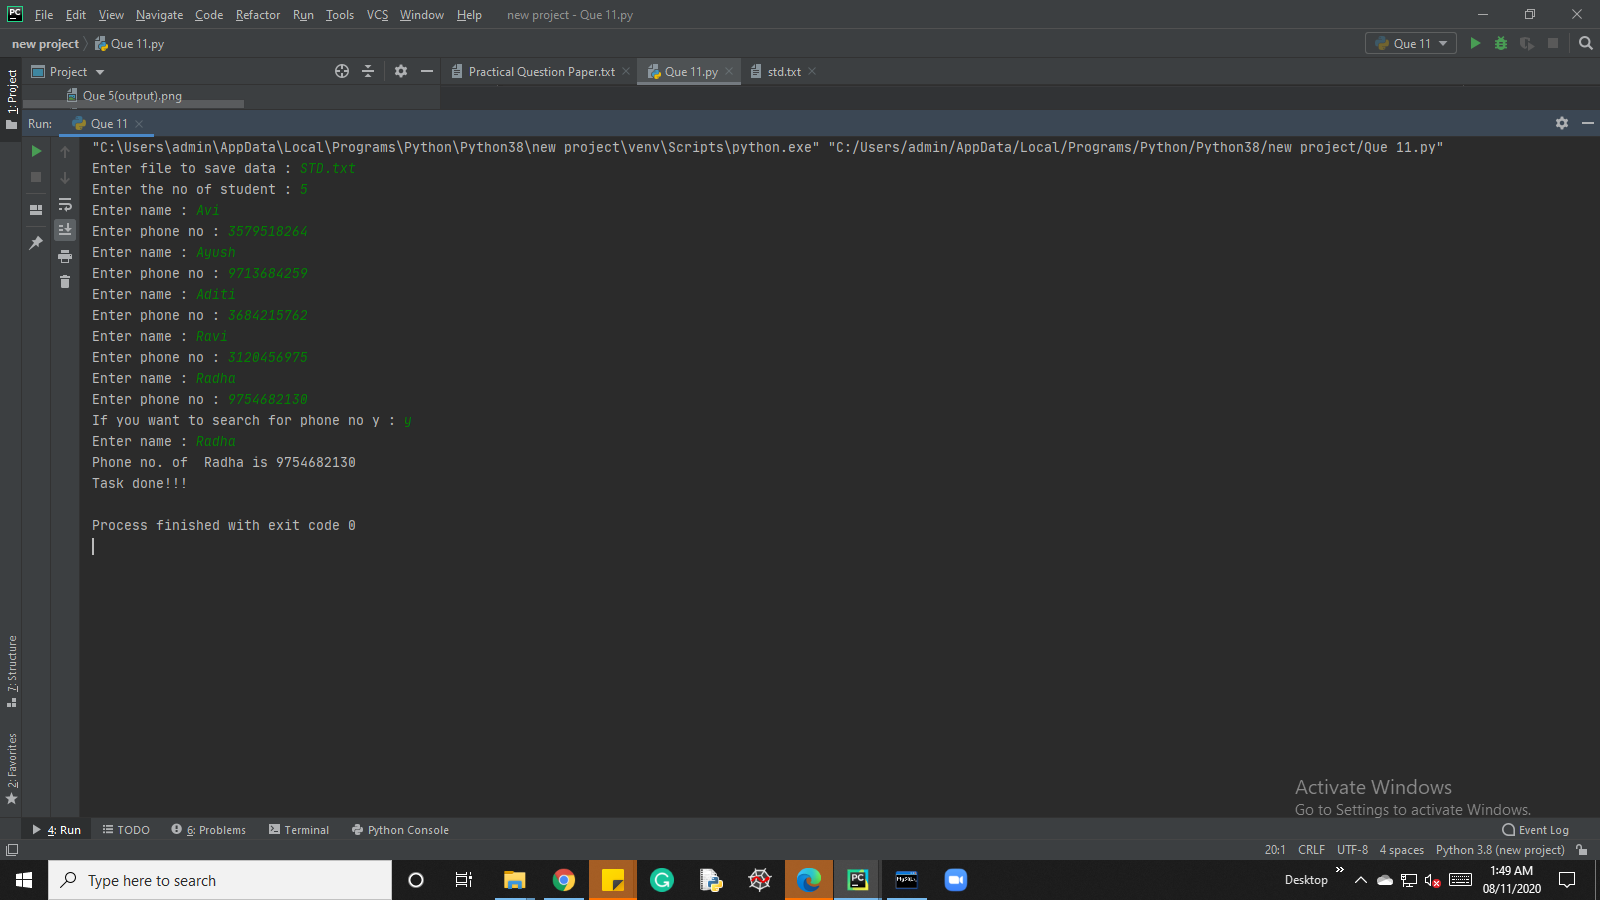 PC File Edit View Navigate Code Refactor Run Tools VCS Window Help new project - Que 11.py
new project Que 11.py Que 11
1: Project Project Practical Question Paper.txt Que 11.py std.txt
Que 5(output).png
Run: Que 11
"C:\Users\admin\AppData\Local\Programs\Python\Python38\new project\venv\Scripts\python.exe" "C:/Users/admin/AppData/Local/Programs/Python/Python38/new project/Que 11.py"
Enter file to save data : STD.txt
Enter the no of student : 5
Enter name : Avi
Enter phone no : 3579518264
Enter name : Ayush
Enter phone no : 9713684259
Enter name : Aditi
Enter phone no : 3684215762
Enter name : Ravi
Enter phone no : 3120456975
Enter name : Radha
Enter phone no : 9754682130
If you want to search for phone no y : y
Enter name : Radha
Phone no. of  Radha is 9754682130
Task done!!!
Process finished with exit code 0
7: Structure
2: Favorites
Activate Windows
Go to Settings to activate Windows.
4: Run TODO 6: Problems Terminal Python Console Event Log
20:1 CRLF UTF-8 4 spaces Python 3.8 (new project)
Type here to search PC MySQL Desktop 1:49 AM
08/11/2020